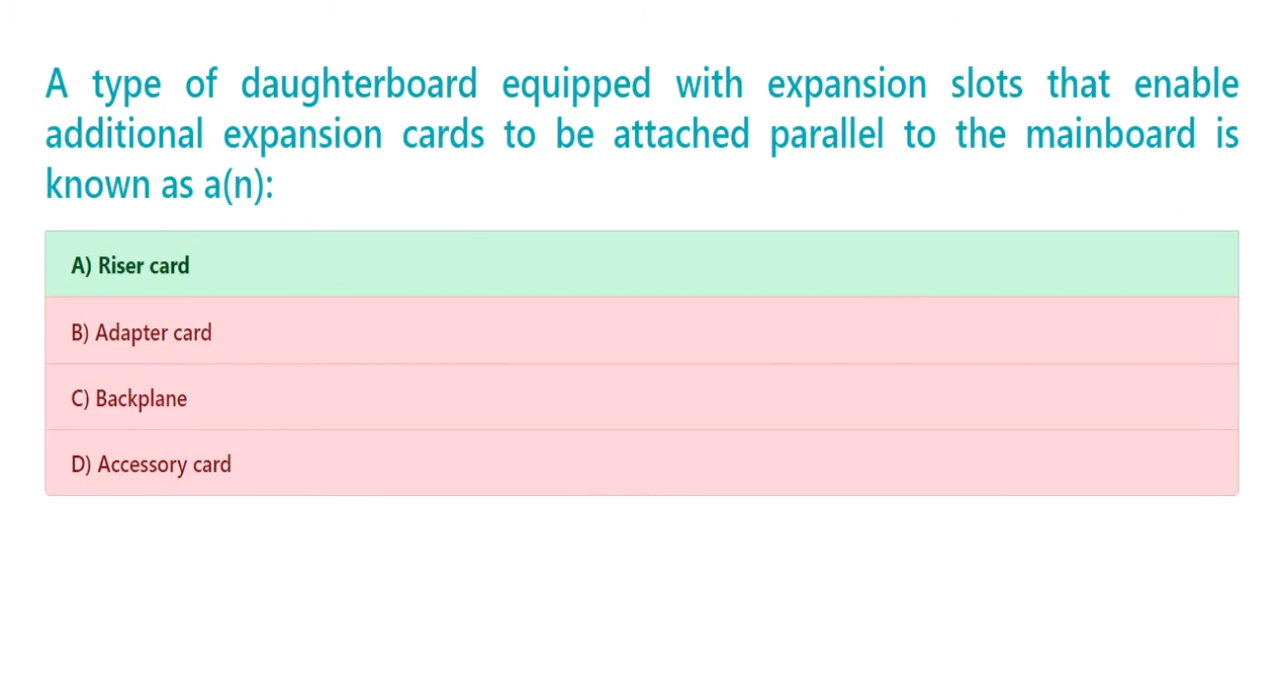 A type of daughterboard equipped with expansion slots that enable
additional expansion cards to be attached parallel to the mainboard is
known as a(n):
A) Riser card
B) Adapter card
C) Backplane
D) Accessory card